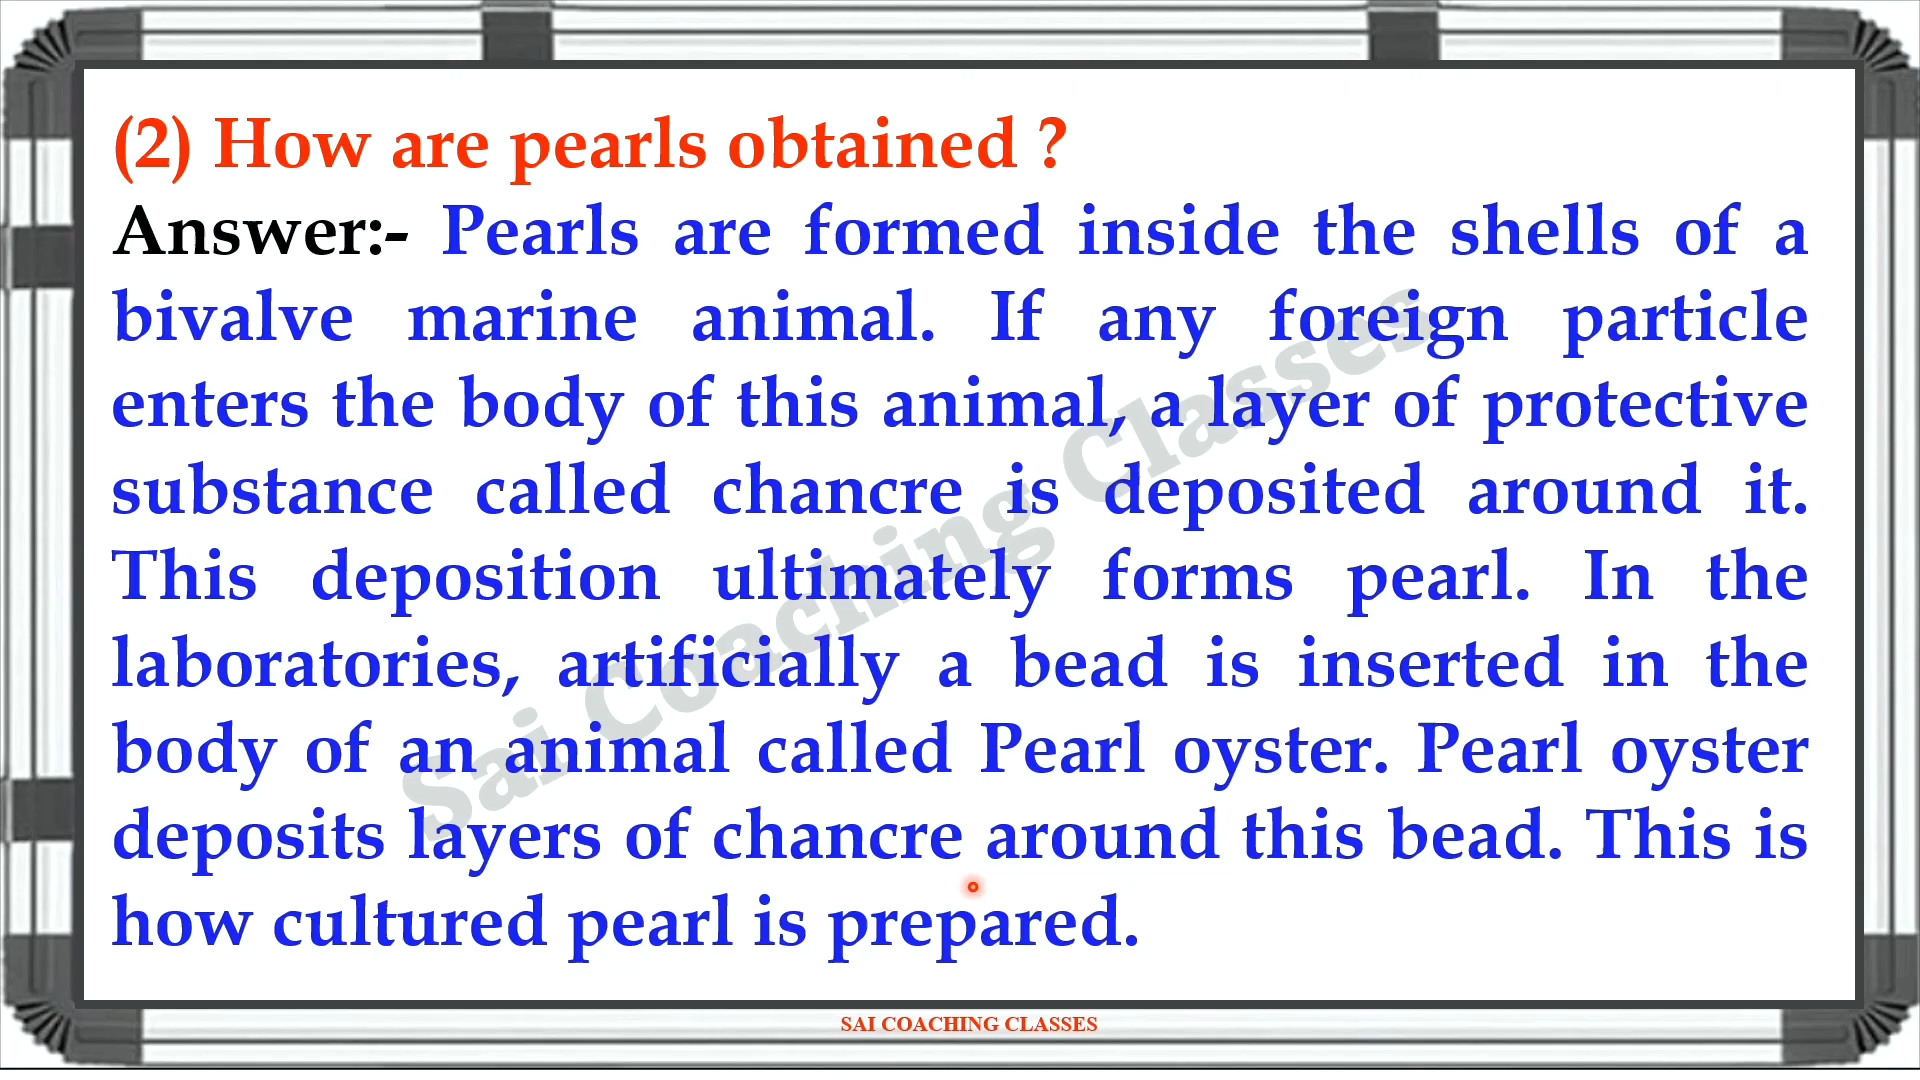 (2) How are pearls obtained ?
Answer:- Pearls are formed inside the shells of a
bivalve marine animal. If any foreign particle
enters the body of this animal, a layer of protective
substance called chancre is deposited around it.
This deposition ultimately forms pearl. In the
laboratories, artificially a bead is inserted in the
body of an animal called Pearl oyster. Pearl oyster
deposits layers of chancre around this bead. This is
how cultured pearl is prepared.
Sai Coaching Classes
SAI COACHING CLASSES